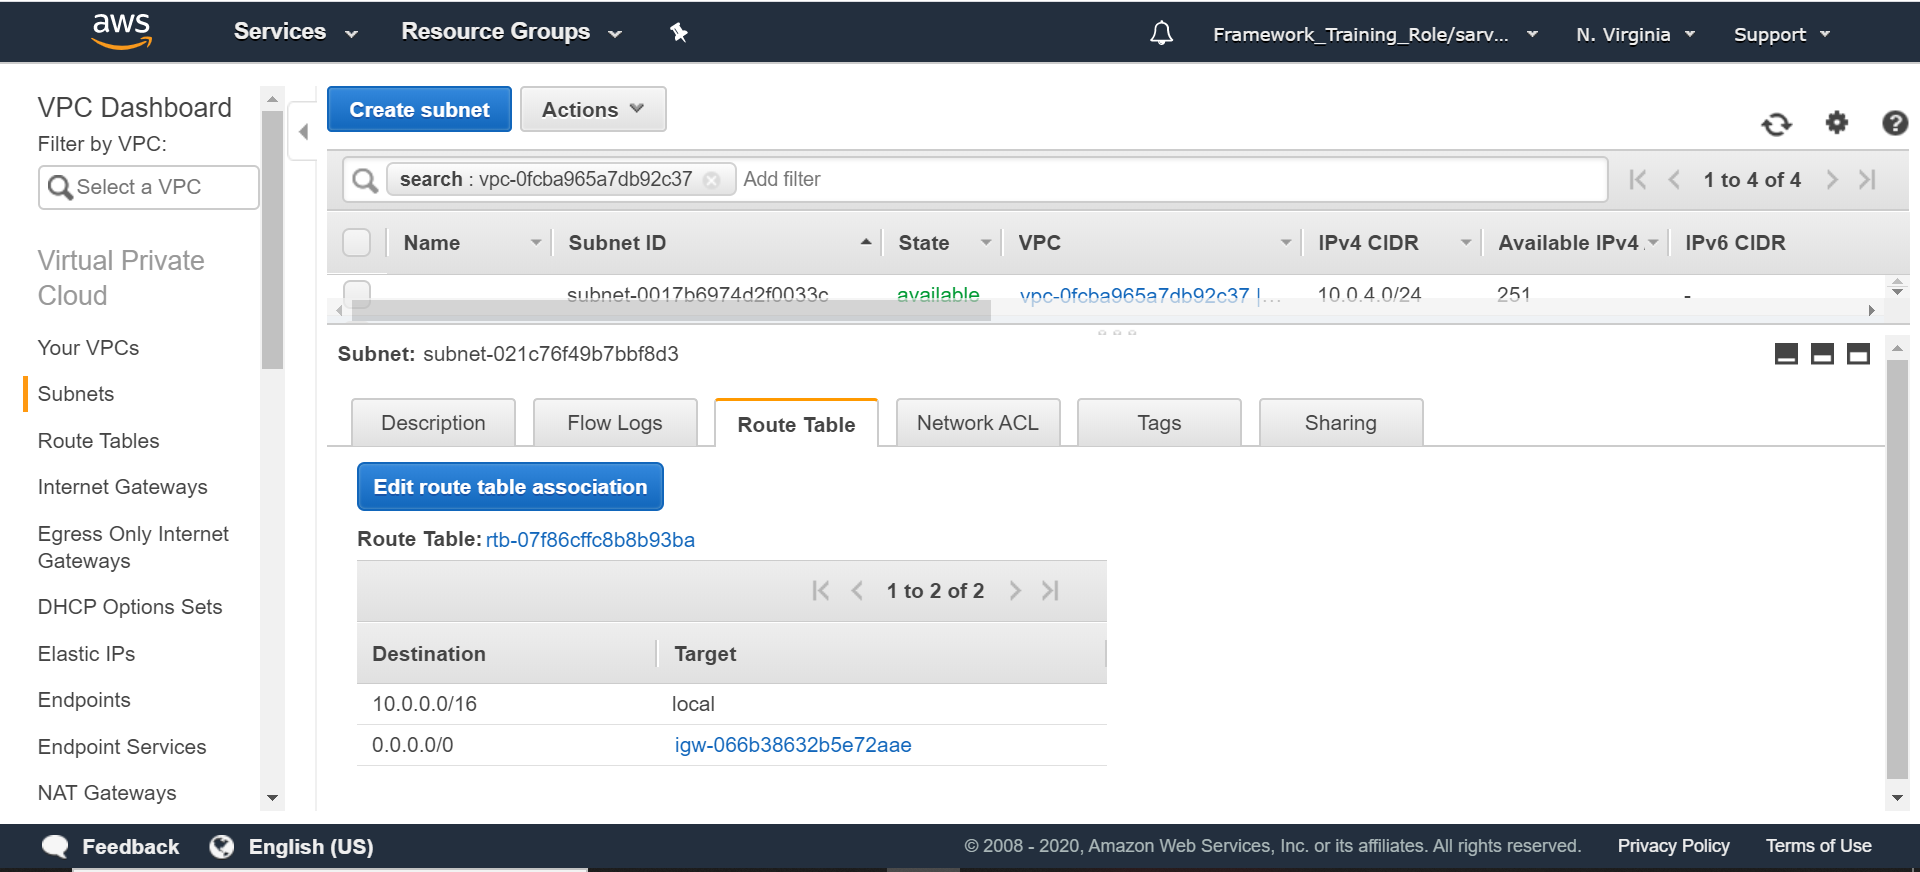 aws Services Resource Groups Framework_Training_Role/sarv... N. Virginia Support
VPC Dashboard
Filter by VPC:
Select a VPC
Virtual Private
Cloud
Your VPCs
Subnets
Route Tables
Internet Gateways
Egress Only Internet
Gateways
DHCP Options Sets
Elastic IPs
Endpoints
Endpoint Services
NAT Gateways
Create subnet Actions
search : vpc-0fcba965a7db92c37 Add filter 1 to 4 of 4
Name Subnet ID State VPC IPv4 CIDR Available IPv4 IPv6 CIDR
subnet-0017b6974d2f0033c available vpc-0fcba965a7db92c37 |... 10.0.4.0/24 251 -
Subnet: subnet-021c76f49b7bbf8d3
Description Flow Logs Route Table Network ACL Tags Sharing
Edit route table association
Route Table: rtb-07f86cffc8b8b93ba
1 to 2 of 2
Destination Target
10.0.0.0/16 local
0.0.0.0/0 igw-066b38632b5e72aae
Feedback English (US) © 2008 - 2020, Amazon Web Services, Inc. or its affiliates. All rights reserved. Privacy Policy Terms of Use